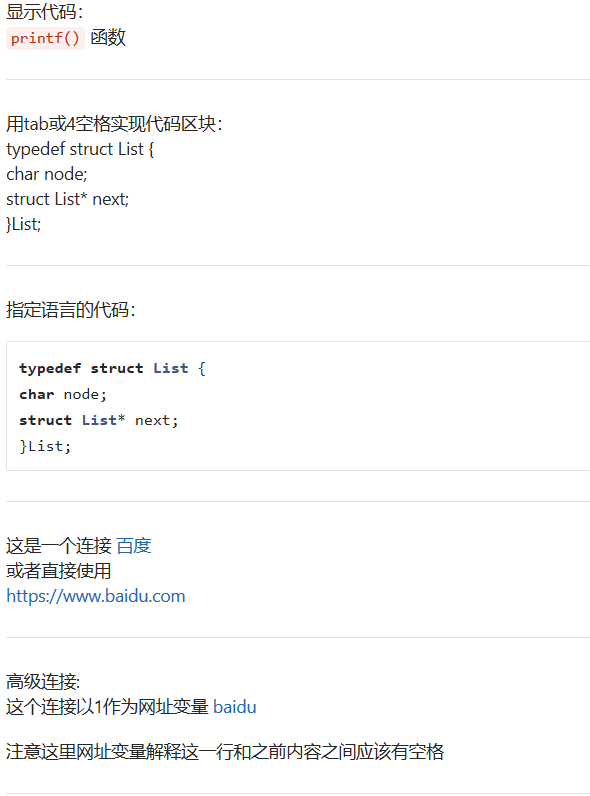 显示代码：
printf() 函数
用tab或4空格实现代码区块：
typedef struct List {
char node;
struct List* next;
}List;
指定语言的代码：
typedef struct List {
char node;
struct List* next;
}List;
这是一个连接 百度
或者直接使用
https://www.baidu.com
高级连接:
这个连接以1作为网址变量 baidu
注意这里网址变量解释这一行和之前内容之间应该有空格